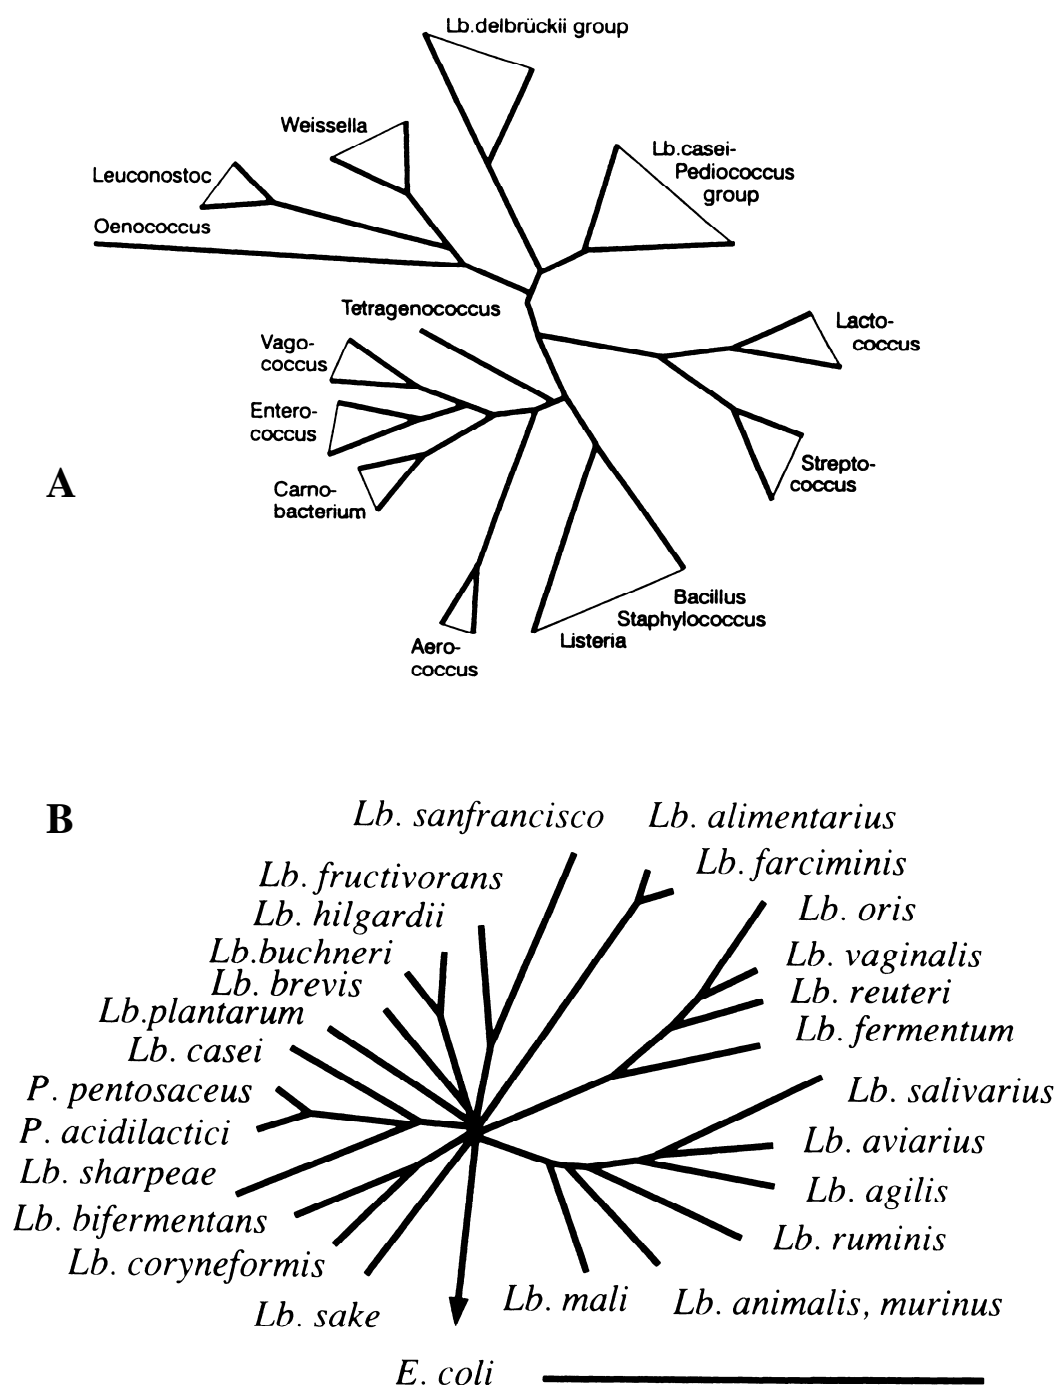 Lb.delbrückii group
Weissella
Lb.casei-
Pediococcus
group
Leuconostoc
Oenococcus
Tetragenococcus
Vago-
coccus
Lacto-
coccus
Entero-
coccus
Strepto-
coccus
A
Carno-
bacterium
Bacillus
Staphylococcus
Listeria
Aero-
coccus
B
Lb. sanfrancisco
Lb. alimentarius
Lb. farciminis
Lb. fructivorans
Lb. hilgardii
Lb. oris
Lb.buchneri
Lb. vaginalis
Lb. brevis
Lb. reuteri
Lb.plantarum
Lb. fermentum
Lb. casei
P. pentosaceus
Lb. salivarius
P. acidilactici
Lb. aviarius
Lb. sharpeae
Lb. agilis
Lb. bifermentans
Lb. ruminis
Lb. coryneformis
Lb. mali
Lb. animalis, murinus
Lb. sake
E. coli